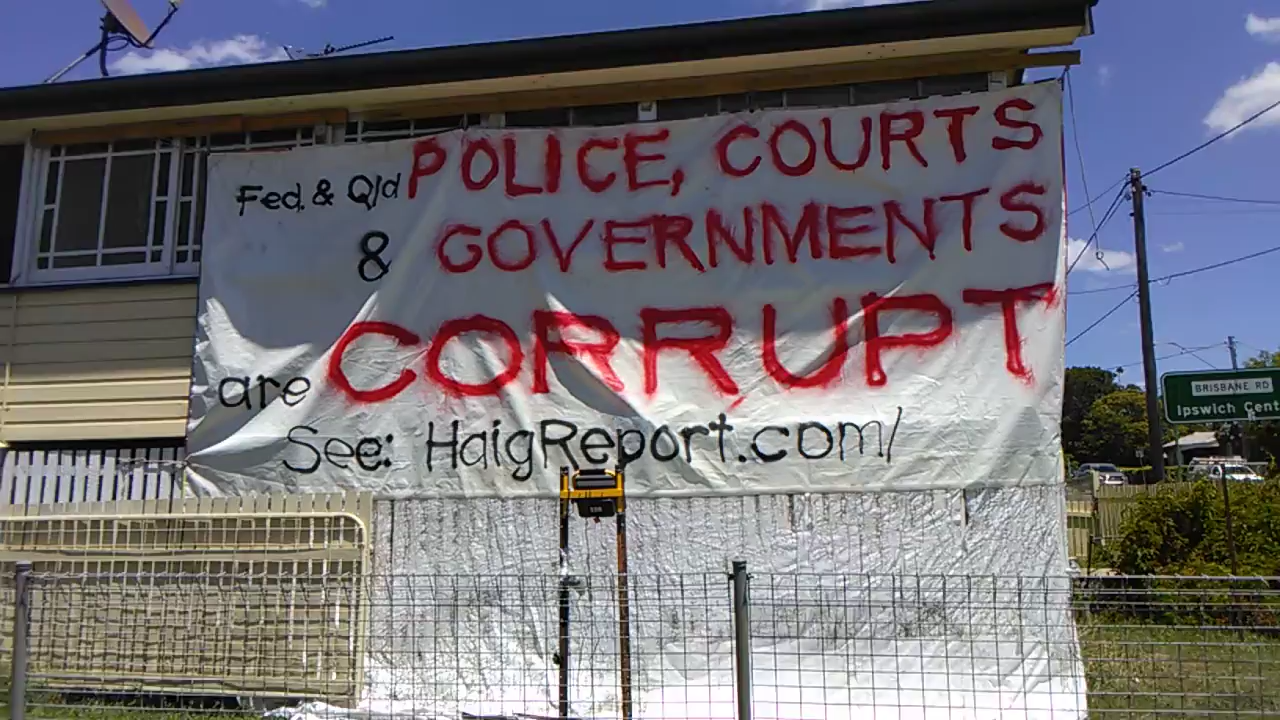 Fed. & Qld POLICE, COURTS
& GOVERNMENTS
are CORRUPT
See: HaigReport.com/
BRISBANE RD
Ipswich Cent